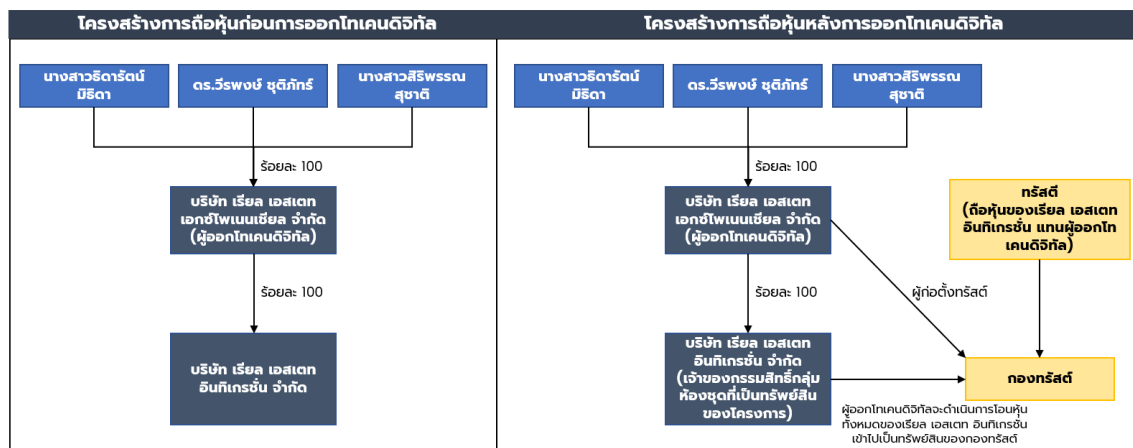 โครงสร้างการถือหุ้นก่อนการออกโทเคนดิจิทัล
นางสาวธิดารัตน์
มิธิดา
ดร.วีรพงษ์ ชุติภัทร์
นางสาวสิริพรรณ
สุชาติ
ร้อยละ 100
บริษัท เรียล เอสเตท
เอกซ์โพเนนเชียล จำกัด
(ผู้ออกโทเคนดิจิทัล)
ร้อยละ 100
บริษัท เรียล เอสเตท
อินทิเกรชั่น จำกัด
โครงสร้างการถือหุ้นหลังการออกโทเคนดิจิทัล
นางสาวธิดารัตน์
มิธิดา
ดร.วีรพงษ์ ชุติภัทร์
นางสาวสิริพรรณ
สุชาติ
ร้อยละ 100
บริษัท เรียล เอสเตท
เอกซ์โพเนนเชียล จำกัด
(ผู้ออกโทเคนดิจิทัล)
ทรัสตี
(ถือหุ้นของเรียล เอสเตท
อินทิเกรชั่น แทนผู้ออกโท
เคนดิจิทัล)
ร้อยละ 100
ผู้ก่อตั้งทรัสต์
บริษัท เรียล เอสเตท
อินทิเกรชั่น จำกัด
(เจ้าของกรรมสิทธิ์กลุ่ม
ห้องชุดที่เป็นทรัพย์สิน
ของโครงการ)
กองทรัสต์
ผู้ออกโทเคนดิจิทัลจะดำเนินการโอนหุ้น
ทั้งหมดของเรียล เอสเตท อินทิเกรชั่น
เข้าไปเป็นทรัพย์สินของกองทรัสต์